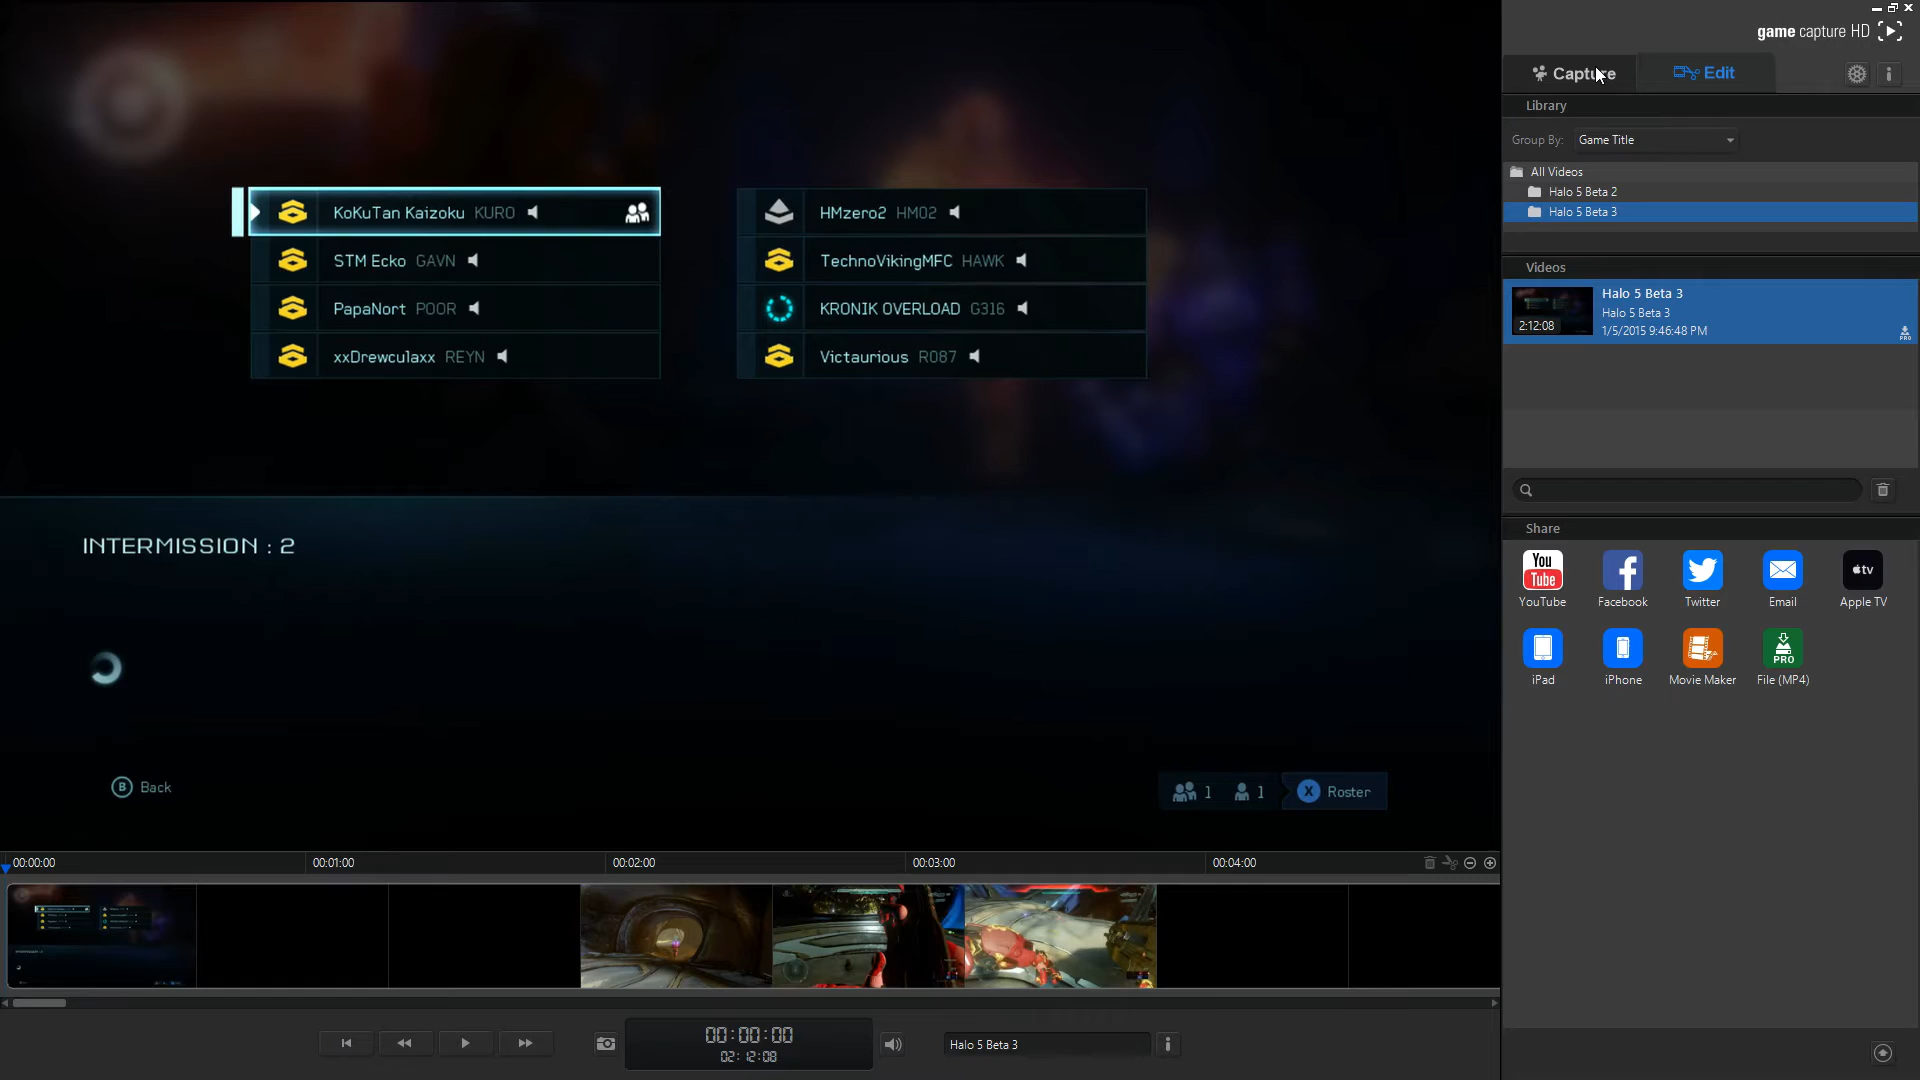 game capture HD
Capture
Edit
Library
Group By: Game Title
All Videos
Halo 5 Beta 2
Halo 5 Beta 3
Videos
Halo 5 Beta 3
Halo 5 Beta 3
1/5/2015 9:46:48 PM
2:12:08
PRO
Share
You
Tube
tv
YouTube Facebook Twitter Email Apple TV
PRO
iPad iPhone Movie Maker File (MP4)
KoKuTan Kaizoku KURO
STM Ecko GAVN
PapaNort POOR
xxDrewculaxx REYN
HMzero2 HM02
TechnoVikingMFC HAWK
KRONIK OVERLOAD G316
Victaurious R087
INTERMISSION : 2
B Back
1 1 X Roster
00:00:00 00:01:00 00:02:00 00:03:00 00:04:00
00:00:00
02:12:08
Halo 5 Beta 3